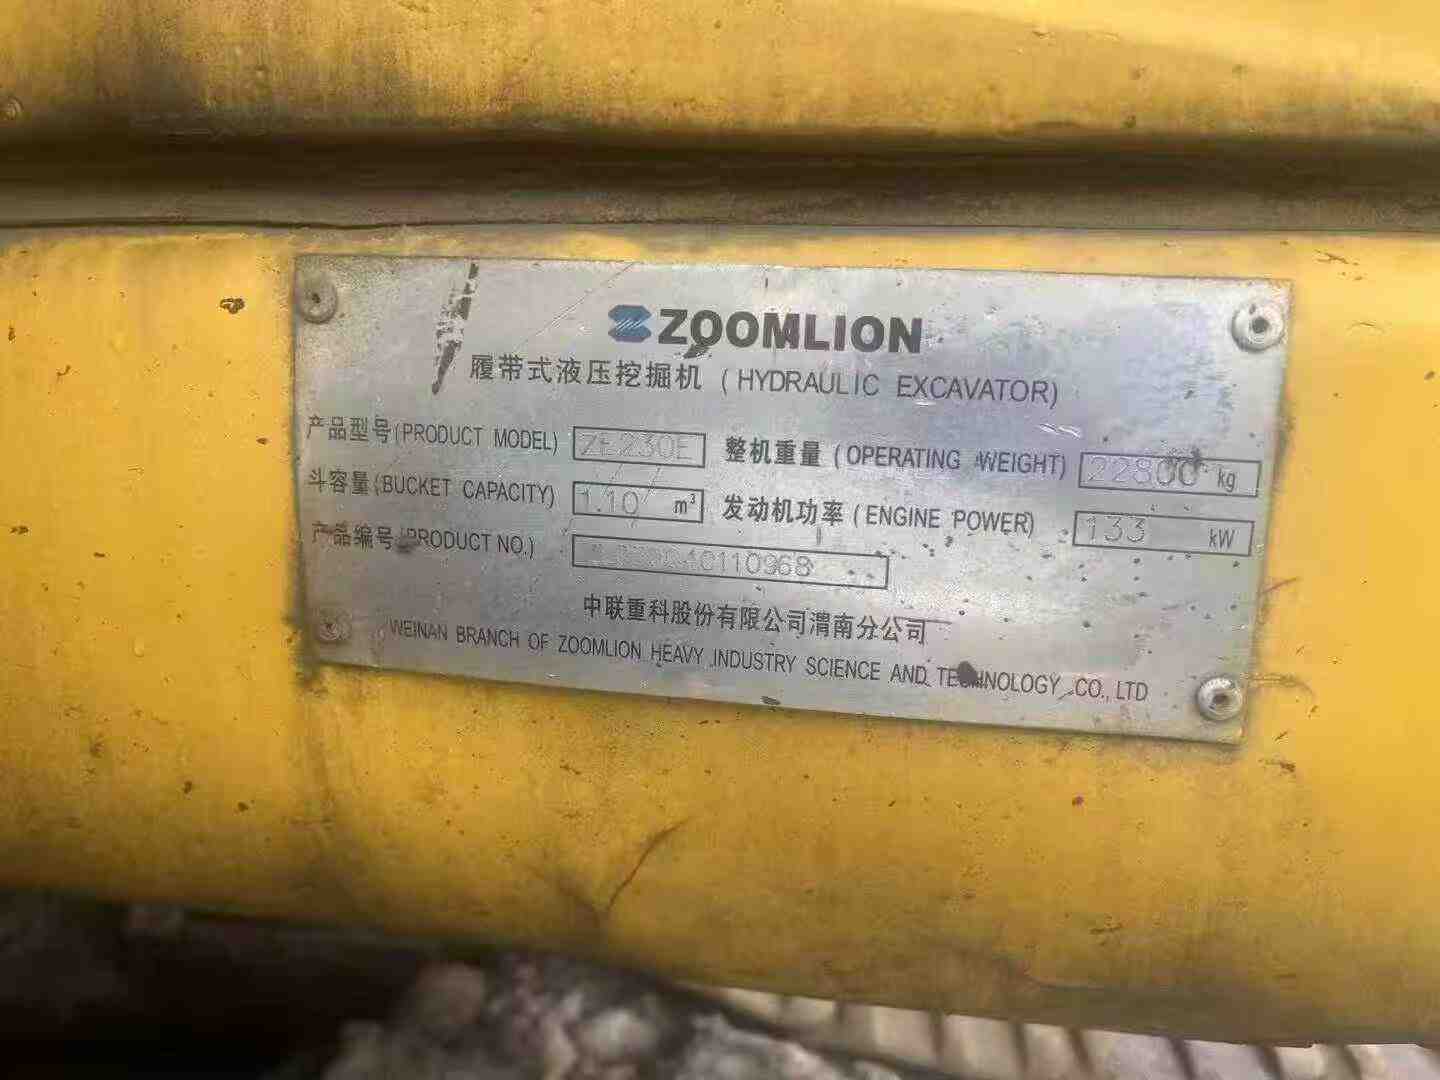 ZOOMLION
履带式液压挖掘机 (HYDRAULIC EXCAVATOR)
产品型号(PRODUCT MODEL) ZE230E 整机重量 (OPERATING WEIGHT) 22800 kg
斗容量(BUCKET CAPACITY) 1.10 m³ 发动机功率 (ENGINE POWER) 133 kW
产品编号(PRODUCT NO.)
中联重科股份有限公司渭南分公司
WEINAN BRANCH OF ZOOMLION HEAVY INDUSTRY SCIENCE AND TECHNOLOGY CO., LTD